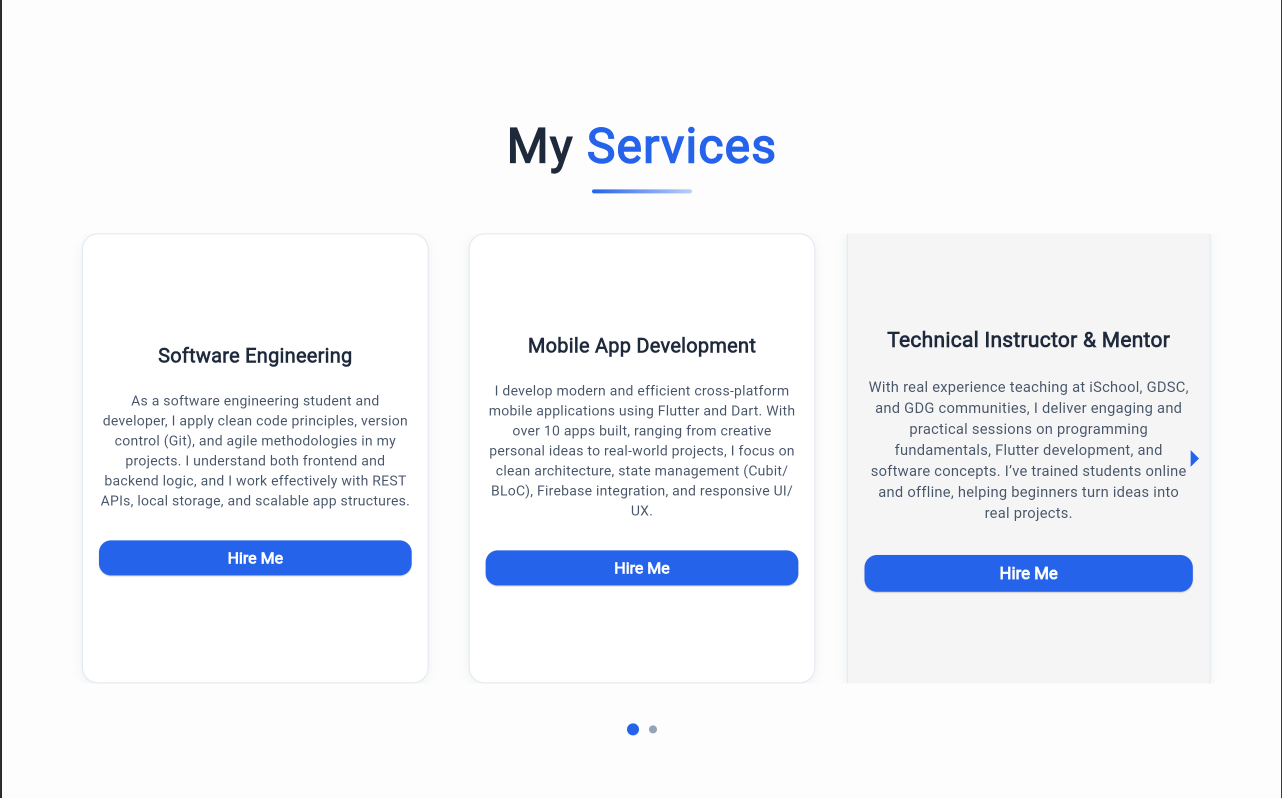 My Services
Software Engineering
As a software engineering student and
developer, I apply clean code principles, version
control (Git), and agile methodologies in my
projects. I understand both frontend and
backend logic, and I work effectively with REST
APIs, local storage, and scalable app structures.
Hire Me
Mobile App Development
I develop modern and efficient cross-platform
mobile applications using Flutter and Dart. With
over 10 apps built, ranging from creative
personal ideas to real-world projects, I focus on
clean architecture, state management (Cubit/
BLoC), Firebase integration, and responsive UI/
UX.
Hire Me
Technical Instructor & Mentor
With real experience teaching at iSchool, GDSC,
and GDG communities, I deliver engaging and
practical sessions on programming
fundamentals, Flutter development, and
software concepts. I’ve trained students online
and offline, helping beginners turn ideas into
real projects.
Hire Me